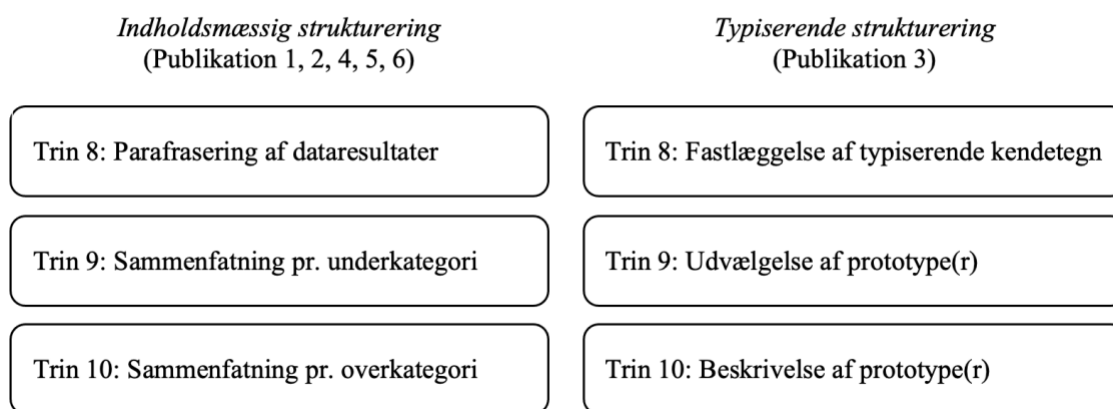 Indholdsmæssig strukturering
(Publikation 1, 2, 4, 5, 6)
Trin 8: Parafrasering af dataresultater
Trin 9: Sammenfatning pr. underkategori
Trin 10: Sammenfatning pr. overkategori
Typiserende strukturering
(Publikation 3)
Trin 8: Fastlæggelse af typiserende kendetegn
Trin 9: Udvælgelse af prototype(r)
Trin 10: Beskrivelse af prototype(r)